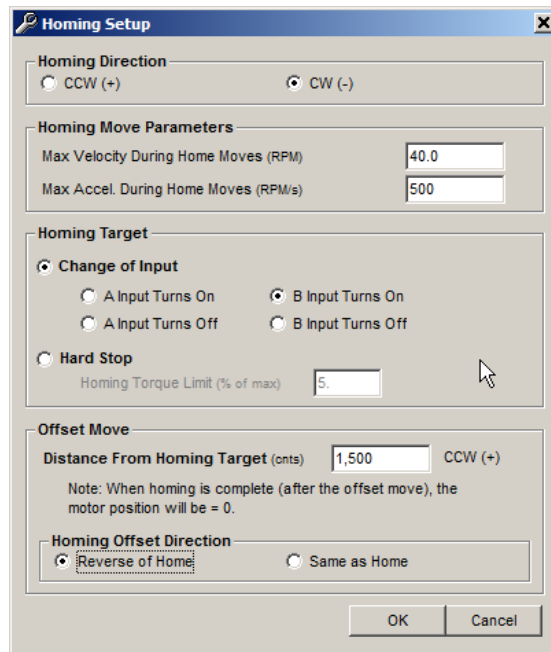 Homing Setup
Homing Direction
CCW (+) CW (-)
Homing Move Parameters
Max Velocity During Home Moves (RPM) 40.0
Max Accel. During Home Moves (RPM/s) 500
Homing Target
Change of Input
A Input Turns On B Input Turns On
A Input Turns Off B Input Turns Off
Hard Stop
Homing Torque Limit (% of max) 5.
Offset Move
Distance From Homing Target (cnts) 1,500 CCW (+)
Note: When homing is complete (after the offset move), the
motor position will be = 0.
Homing Offset Direction
Reverse of Home Same as Home
OK Cancel